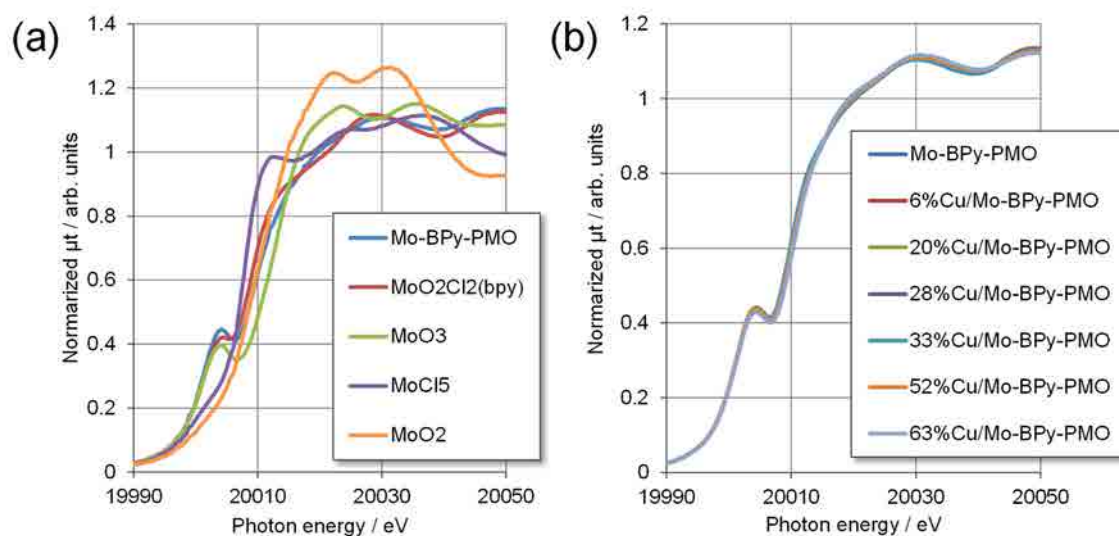 (a)
Normarized µt / arb. units
1.4
1.2
1
0.8
0.6
0.4
0.2
0
19990
20010
20030
20050
Photon energy / eV
Mo-BPy-PMO
MoO2Cl2(bpy)
MoO3
MoCl5
MoO2
(b)
Normarized µt / arb. units
1.2
1
0.8
0.6
0.4
0.2
0
19990
20010
20030
20050
Photon energy / eV
Mo-BPy-PMO
6%Cu/Mo-BPy-PMO
20%Cu/Mo-BPy-PMO
28%Cu/Mo-BPy-PMO
33%Cu/Mo-BPy-PMO
52%Cu/Mo-BPy-PMO
63%Cu/Mo-BPy-PMO